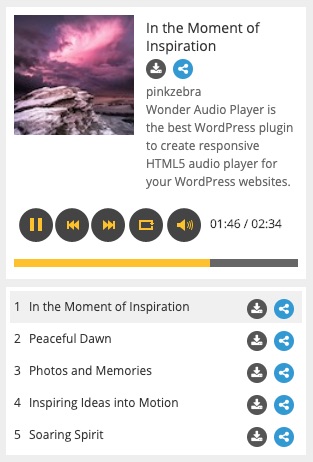 In the Moment of
Inspiration
pinkzebra
Wonder Audio Player is
the best WordPress plugin
to create responsive
HTML5 audio player for
your WordPress websites.
01:46 / 02:34
1 In the Moment of Inspiration
2 Peaceful Dawn
3 Photos and Memories
4 Inspiring Ideas into Motion
5 Soaring Spirit